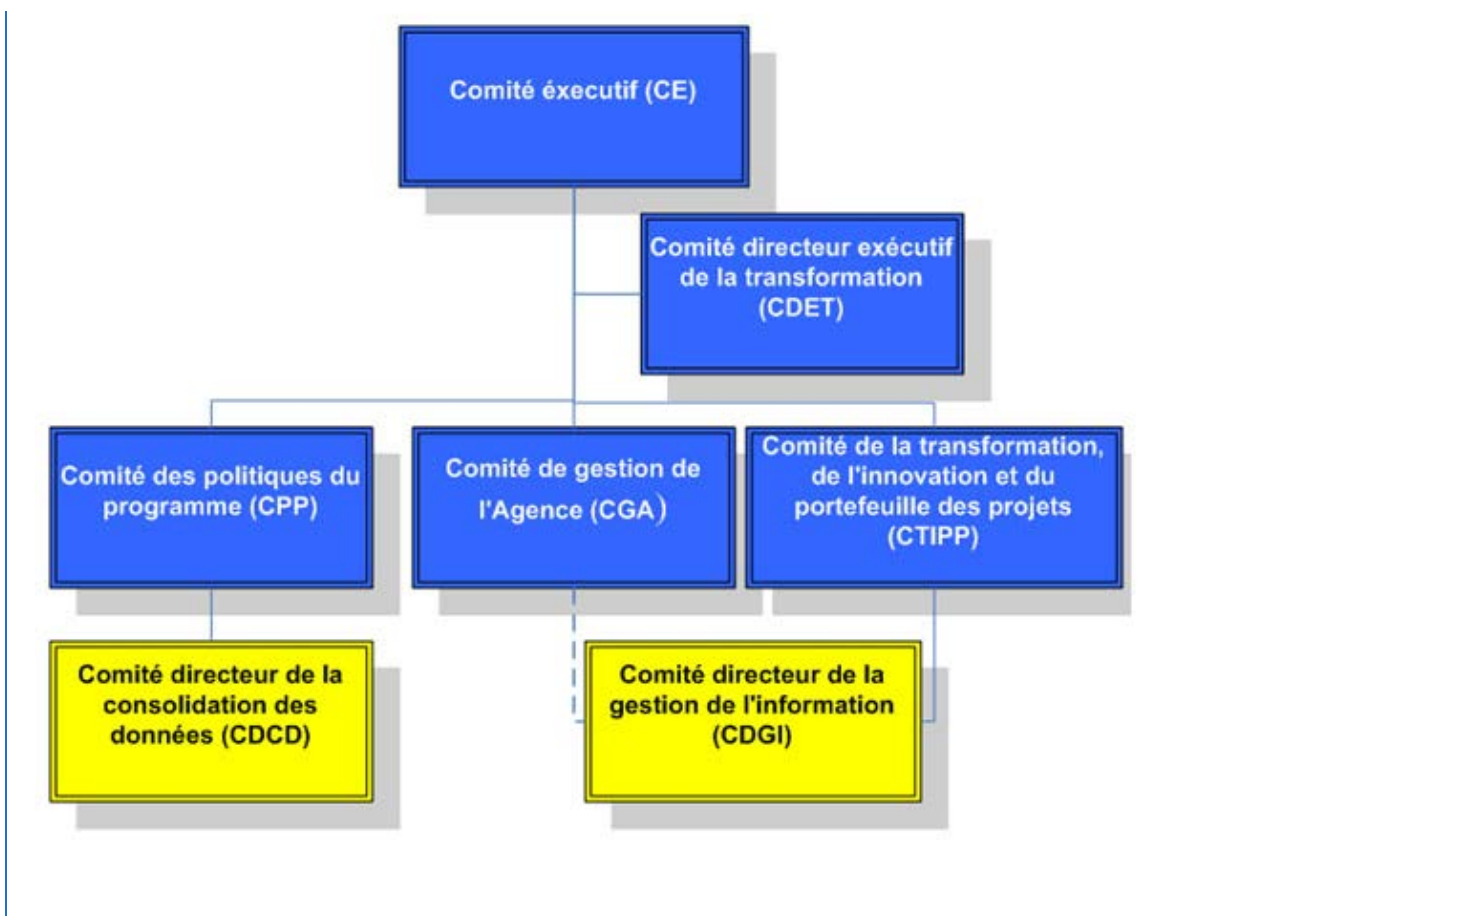 Comité éxecutif (CE)
Comité directeur exécutif
de la transformation
(CDET)
Comité des politiques du
programme (CPP)
Comité de gestion de
l'Agence (CGA)
Comité de la transformation,
de l'innovation et du
portefeuille des projets
(CTIPP)
Comité directeur de la
consolidation des
données (CDCD)
Comité directeur de la
gestion de l'information
(CDGI)